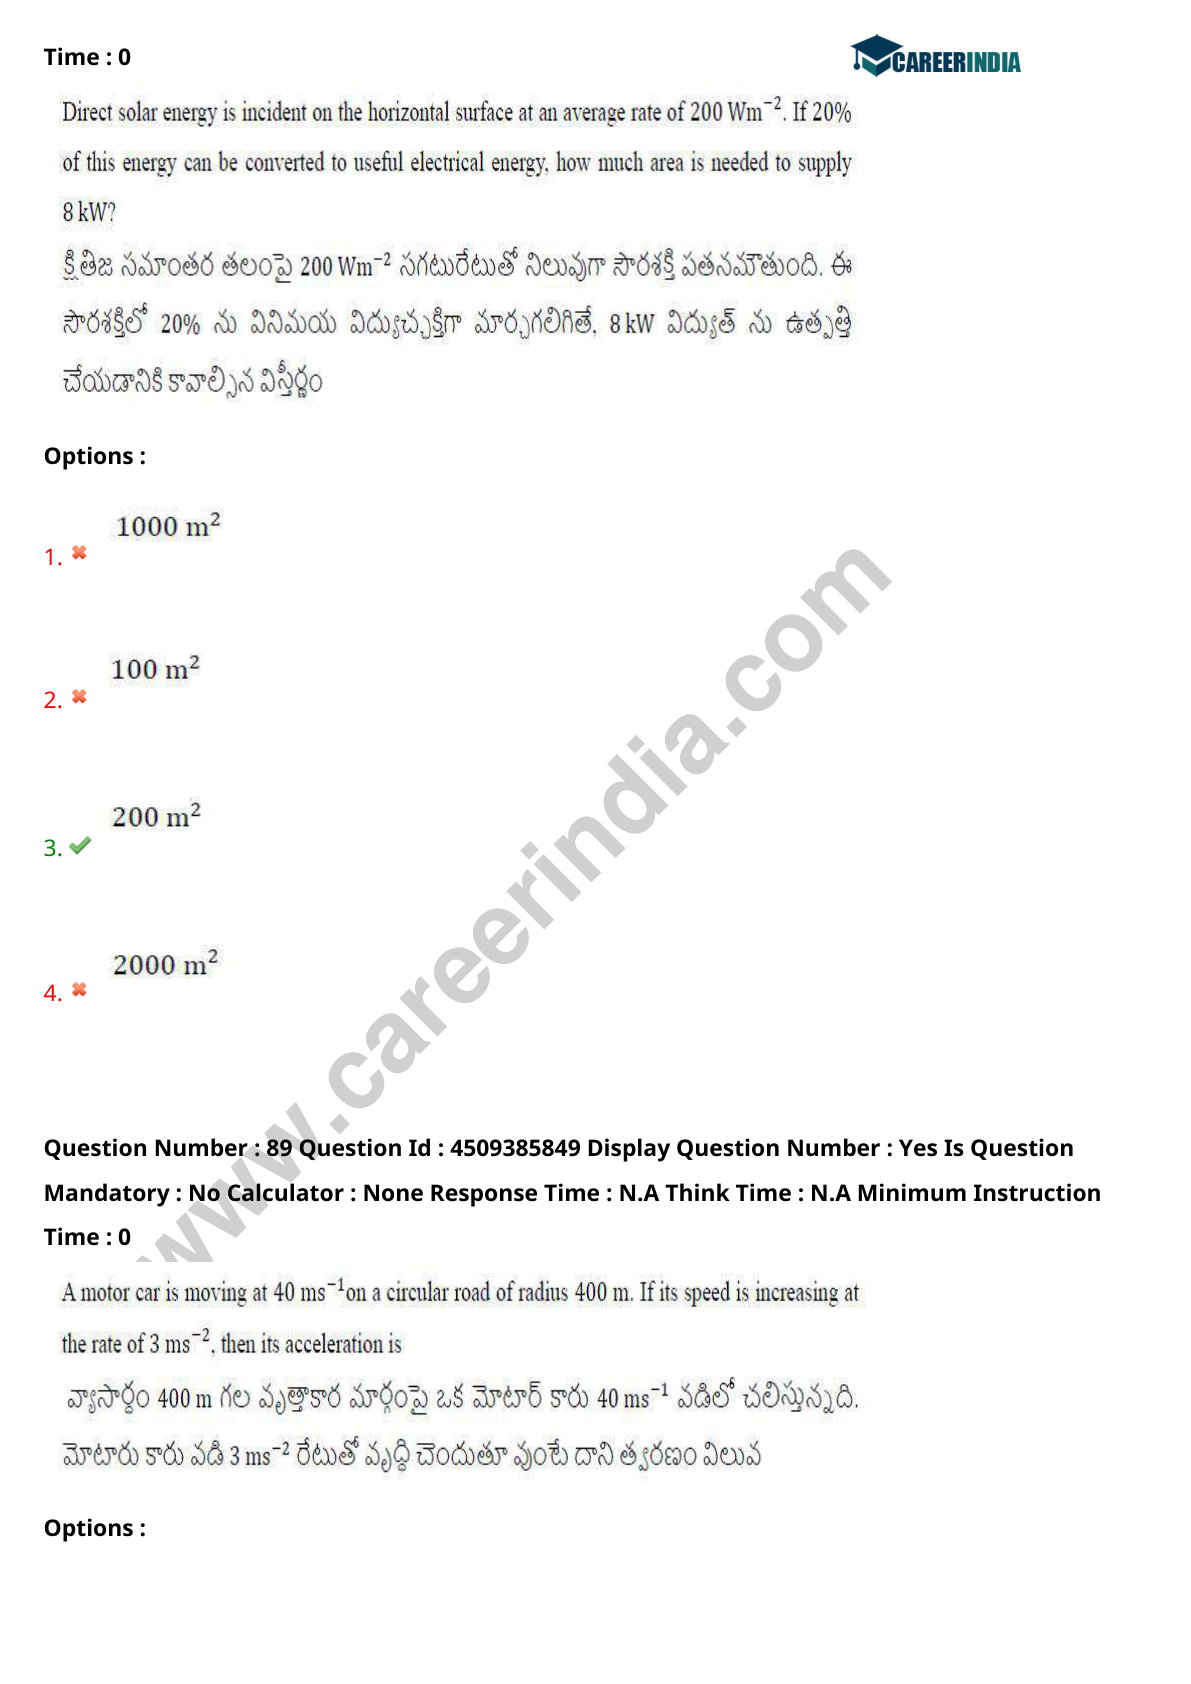 Time : 0
CAREERINDIA
Direct solar energy is incident on the horizontal surface at an average rate of 200 Wm⁻². If 20%
of this energy can be converted to useful electrical energy, how much area is needed to supply
8 kW?
క్షితిజ సమాంతర తలంపై 200 Wm⁻² సగటురేటుతో నిలువుగా సౌరశక్తి పతనమౌతుంది. ఈ
సౌరశక్తిలో 20% ను వినిమయ విద్యుచ్ఛక్తిగా మార్చగలిగితే, 8 kW విద్యుత్ ను ఉత్పత్తి
చేయడానికి కావాల్సిన విస్తీర్ణం
Options :
1000 m²
1.
100 m²
2.
200 m²
3.
2000 m²
4.
www.careerindia.com
Question Number : 89 Question Id : 4509385849 Display Question Number : Yes Is Question
Mandatory : No Calculator : None Response Time : N.A Think Time : N.A Minimum Instruction
Time : 0
A motor car is moving at 40 ms⁻¹on a circular road of radius 400 m. If its speed is increasing at
the rate of 3 ms⁻², then its acceleration is
వ్యాసార్ధం 400 m గల వృత్తాకార మార్గంపై ఒక మోటార్ కారు 40 ms⁻¹ వడిలో చలిస్తున్నది.
మోటారు కారు వడి 3 ms⁻² రేటుతో వృద్ధి చెందుతూ వుంటే దాని త్వరణం విలువ
Options :